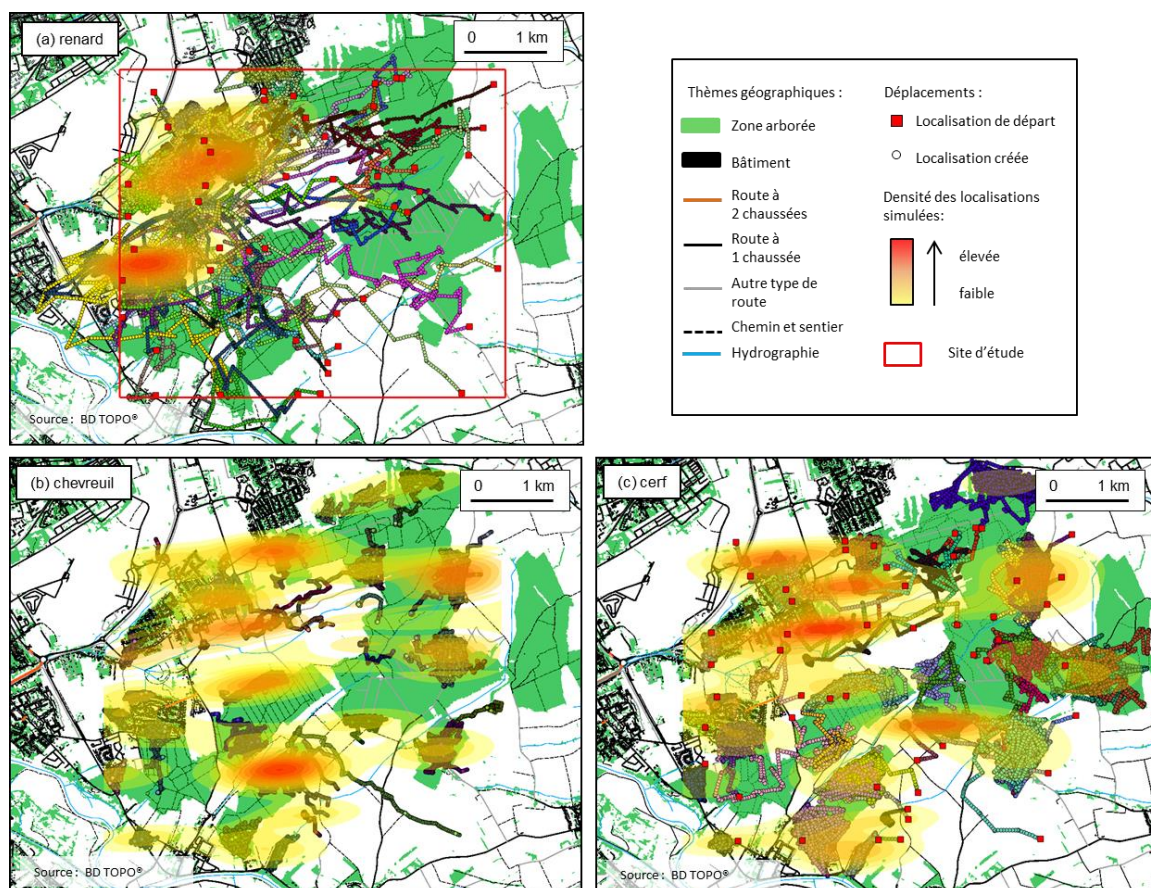 (a) renard
0 1 km
Source : BD TOPO®
Thèmes géographiques :
Zone arborée
Bâtiment
Route à
2 chaussées
Route à
1 chaussée
Autre type de
route
Chemin et sentier
Hydrographie
Déplacements :
Localisation de départ
Localisation créée
Densité des localisations
simulées:
élevée
faible
Site d'étude
(b) chevreuil
0 1 km
Source : BD TOPO®
(c) cerf
0 1 km
Source : BD TOPO®